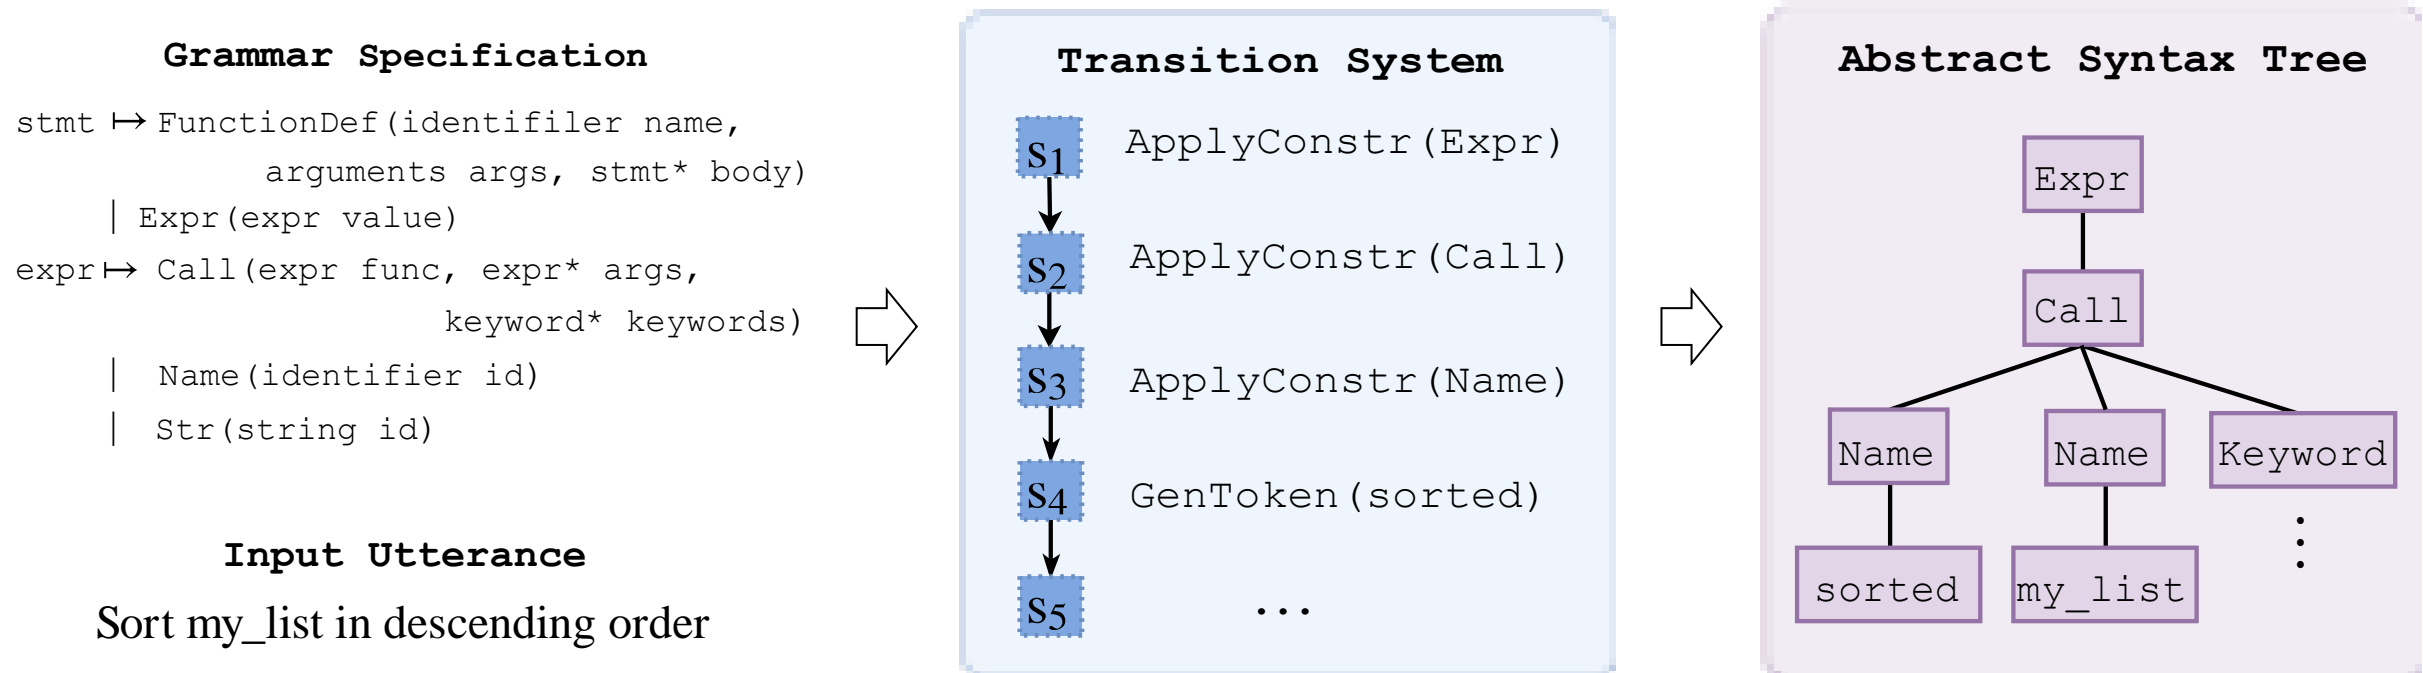 Grammar Specification
stmt ↦ FunctionDef(identifiler name,
arguments args, stmt* body)
| Expr(expr value)
expr ↦ Call(expr func, expr* args,
keyword* keywords)
| Name(identifier id)
| Str(string id)
Input Utterance
Sort my_list in descending order
Transition System
s1 ApplyConstr(Expr)
s2 ApplyConstr(Call)
s3 ApplyConstr(Name)
s4 GenToken(sorted)
s5 ...
Abstract Syntax Tree
Expr
Call
Name Name Keyword
sorted my_list